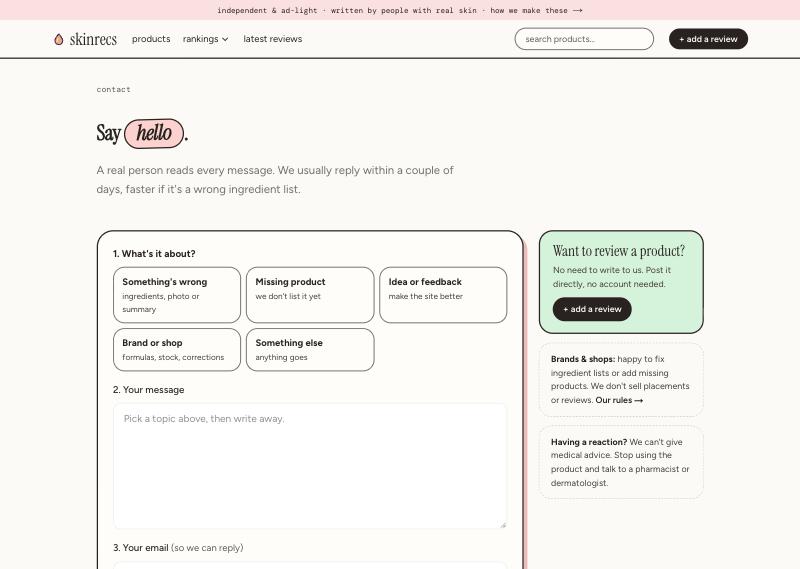 independent & ad-light · written by people with real skin · how we make these ⟶
skinrecs
products
rankings
latest reviews
search products...
+ add a review
contact
Say hello.
A real person reads every message. We usually reply within a couple of
days, faster if it's a wrong ingredient list.
1. What's it about?
Something's wrong
ingredients, photo or
summary
Missing product
we don't list it yet
Idea or feedback
make the site better
Brand or shop
formulas, stock, corrections
Something else
anything goes
2. Your message
Pick a topic above, then write away.
3. Your email (so we can reply)
Want to review a product?
No need to write to us. Post it
directly, no account needed.
+ add a review
Brands & shops: happy to fix
ingredient lists or add missing
products. We don't sell placements
or reviews. Our rules ⟶
Having a reaction? We can't give
medical advice. Stop using the
product and talk to a pharmacist or
dermatologist.